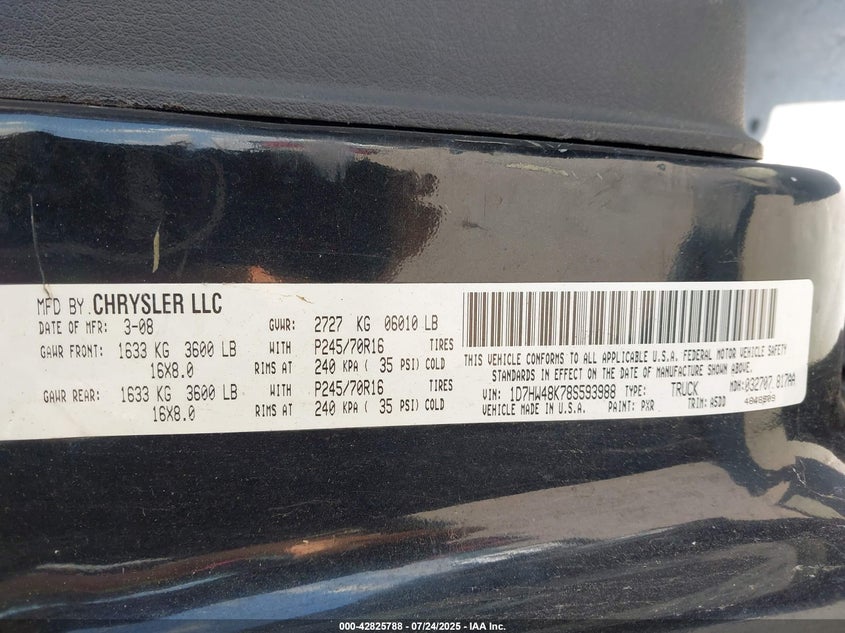 MFD BY CHRYSLER LLC
DATE OF MFR: 3-08 GVWR: 2727 KG 06010 LB
GAWR FRONT: 1633 KG 3600 LB WITH P245/70R16 TIRES
16X8.0 RIMS AT 240 KPA ( 35 PSI) COLD
GAWR REAR: 1633 KG 3600 LB WITH P245/70R16 TIRES
16X8.0 RIMS AT 240 KPA ( 35 PSI) COLD
THIS VEHICLE CONFORMS TO ALL APPLICABLE U.S.A. FEDERAL MOTOR VEHICLE SAFETY
STANDARDS IN EFFECT ON THE DATE OF MANUFACTURE SHOWN ABOVE.
VIN: 1D7HW48K78S593988 TYPE: TRUCK MDH: 032707 817AA
VEHICLE MADE IN U.S.A. PAINT: PXR TRIM: A5DD
000-42825788 - 07/24/2025 - IAA Inc.